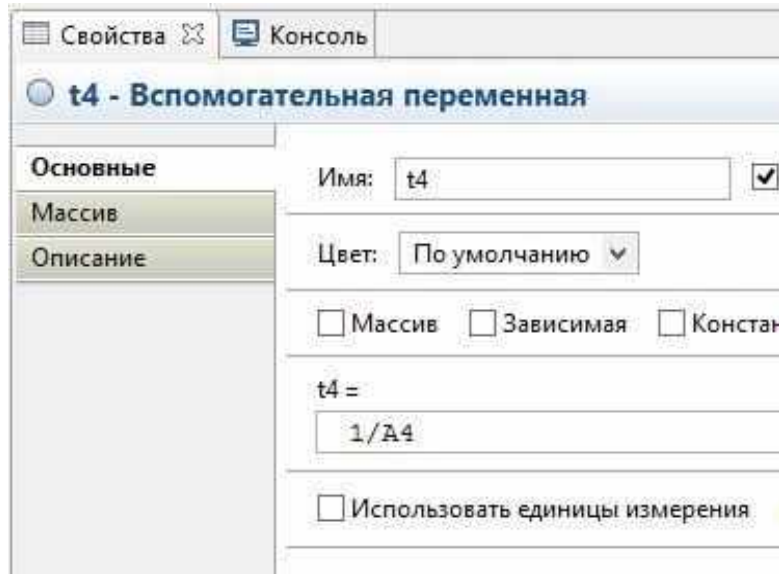 Свойства Консоль
t4 - Вспомогательная переменная
Основные
Имя: t4
Массив
Цвет: По умолчанию
Описание
Массив Зависимая Констан
t4 =
1/A4
Использовать единицы измерения